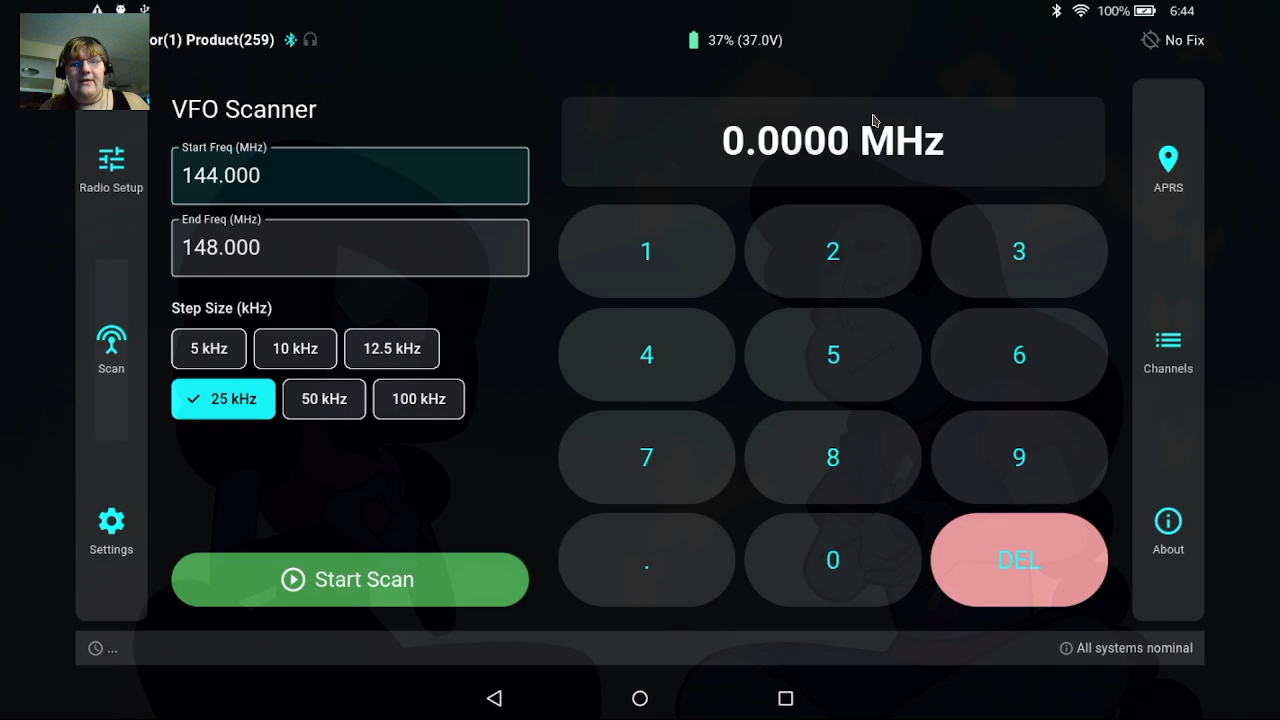 100% 6:44
or(1) Product(259)
37% (37.0V)
No Fix
VFO Scanner
Start Freq (MHz)
144.000
End Freq (MHz)
148.000
Step Size (kHz)
5 kHz 10 kHz 12.5 kHz
25 kHz 50 kHz 100 kHz
Start Scan
0.0000 MHz
1 2 3
4 5 6
7 8 9
. 0 DEL
Radio Setup
Scan
Settings
APRS
Channels
About
...
All systems nominal